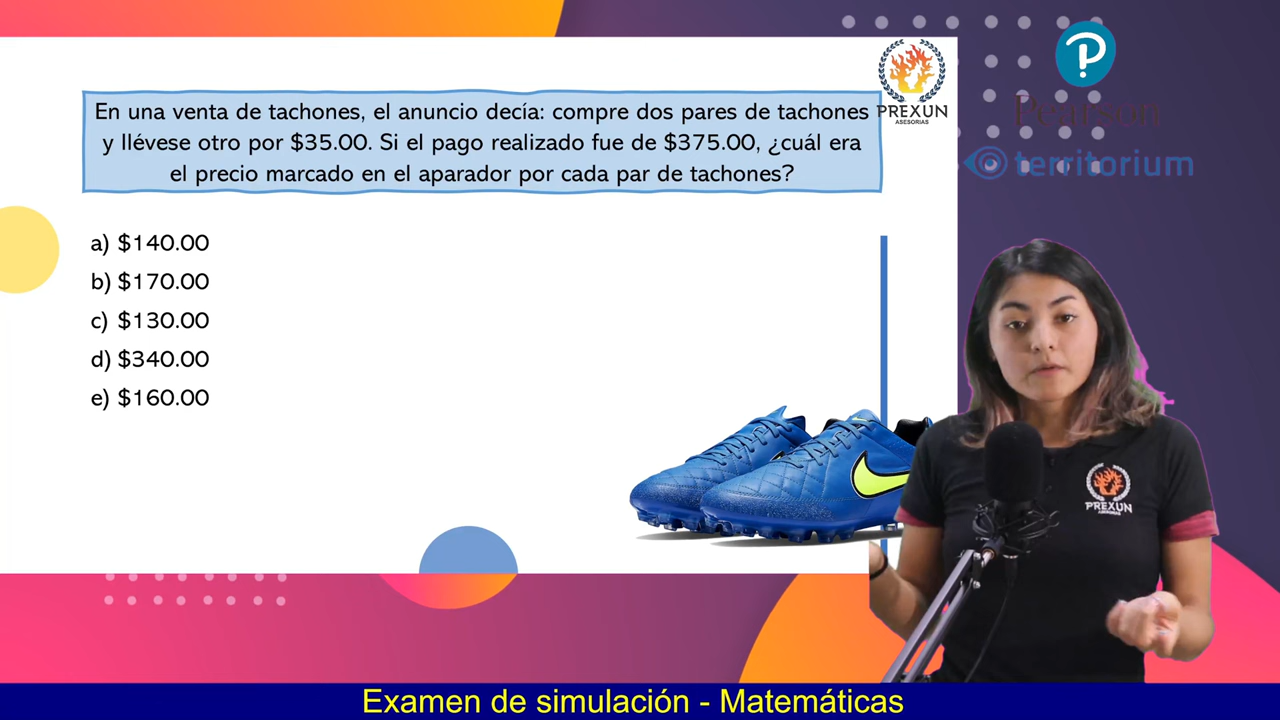 En una venta de tachones, el anuncio decía: compre dos pares de tachones
y llévese otro por $35.00. Si el pago realizado fue de $375.00, ¿cuál era
el precio marcado en el aparador por cada par de tachones?
PREXUN
ASESORIAS
P
Pearson
territorium
a) $140.00
b) $170.00
c) $130.00
d) $340.00
e) $160.00
PREXUN
ASESORIAS
Examen de simulación - Matemáticas